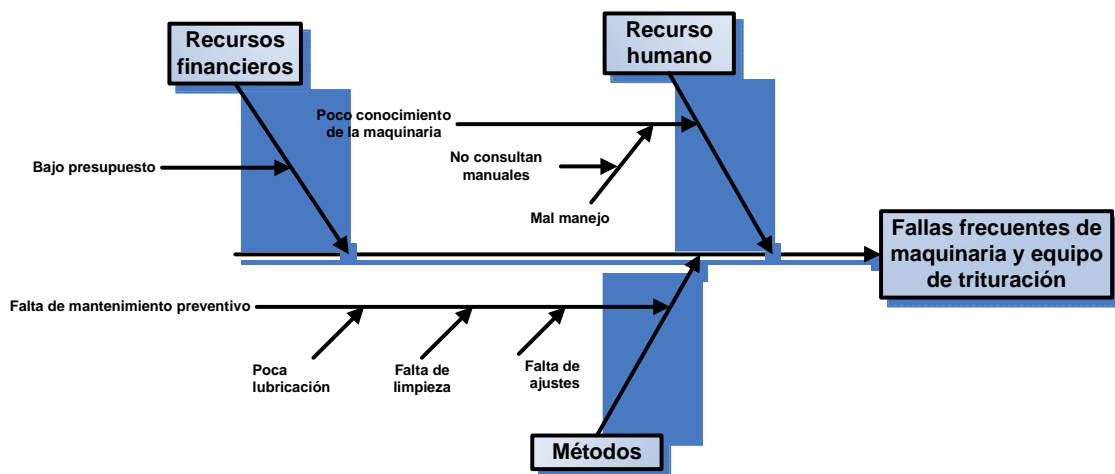 Recursos
financieros
Recurso
humano
Poco conocimiento
de la maquinaria
Bajo presupuesto
No consultan
manuales
Mal manejo
Fallas frecuentes de
maquinaria y equipo
de trituración
Falta de mantenimiento preventivo
Poca
lubricación
Falta de
limpieza
Falta de
ajustes
Métodos